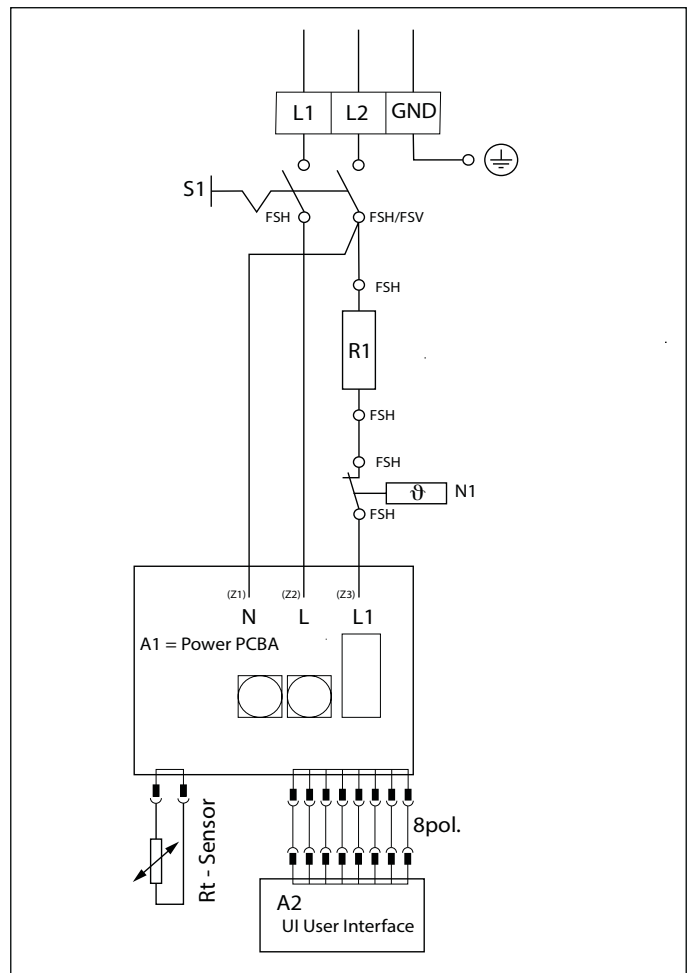 L1 L2 GND
S1
FSH FSH/FSV
FSH
R1
FSH
FSH
ϑ N1
FSH
(Z1) (Z2) (Z3)
N L L1
A1 = Power PCBA
Rt - Sensor
8pol.
A2
UI User Interface